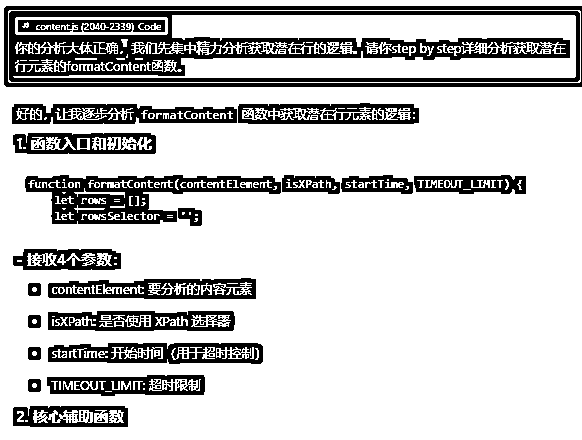 content.js (2040-2339) Code
你的分析大体正确，我们先集中精力分析获取潜在行的逻辑。请你step by step详细分析获取潜在
行元素的formatContent函数。
好的，让我逐步分析 formatContent 函数中获取潜在行元素的逻辑：
1. 函数入口和初始化
function formatContent(contentElement, isXPath, startTime, TIMEOUT_LIMIT) {
let rows = [];
let rowsSelector = "";
- 接收4个参数：
contentElement: 要分析的内容元素
isXPath: 是否使用 XPath 选择器
startTime: 开始时间（用于超时控制）
TIMEOUT_LIMIT: 超时限制
2. 核心辅助函数